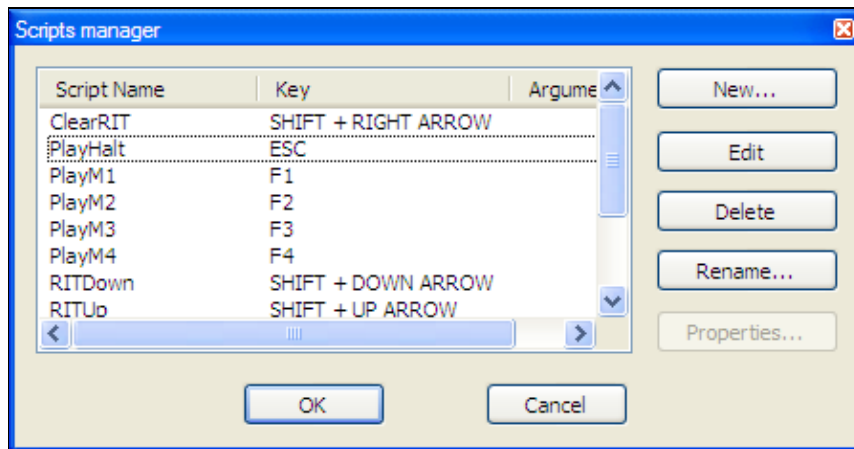 Scripts manager
Script Name Key Argume
ClearRIT SHIFT + RIGHT ARROW
PlayHalt ESC
PlayM1 F1
PlayM2 F2
PlayM3 F3
PlayM4 F4
RITDown SHIFT + DOWN ARROW
RITUp SHIFT + UP ARROW
New...
Edit
Delete
Rename...
Properties...
OK Cancel